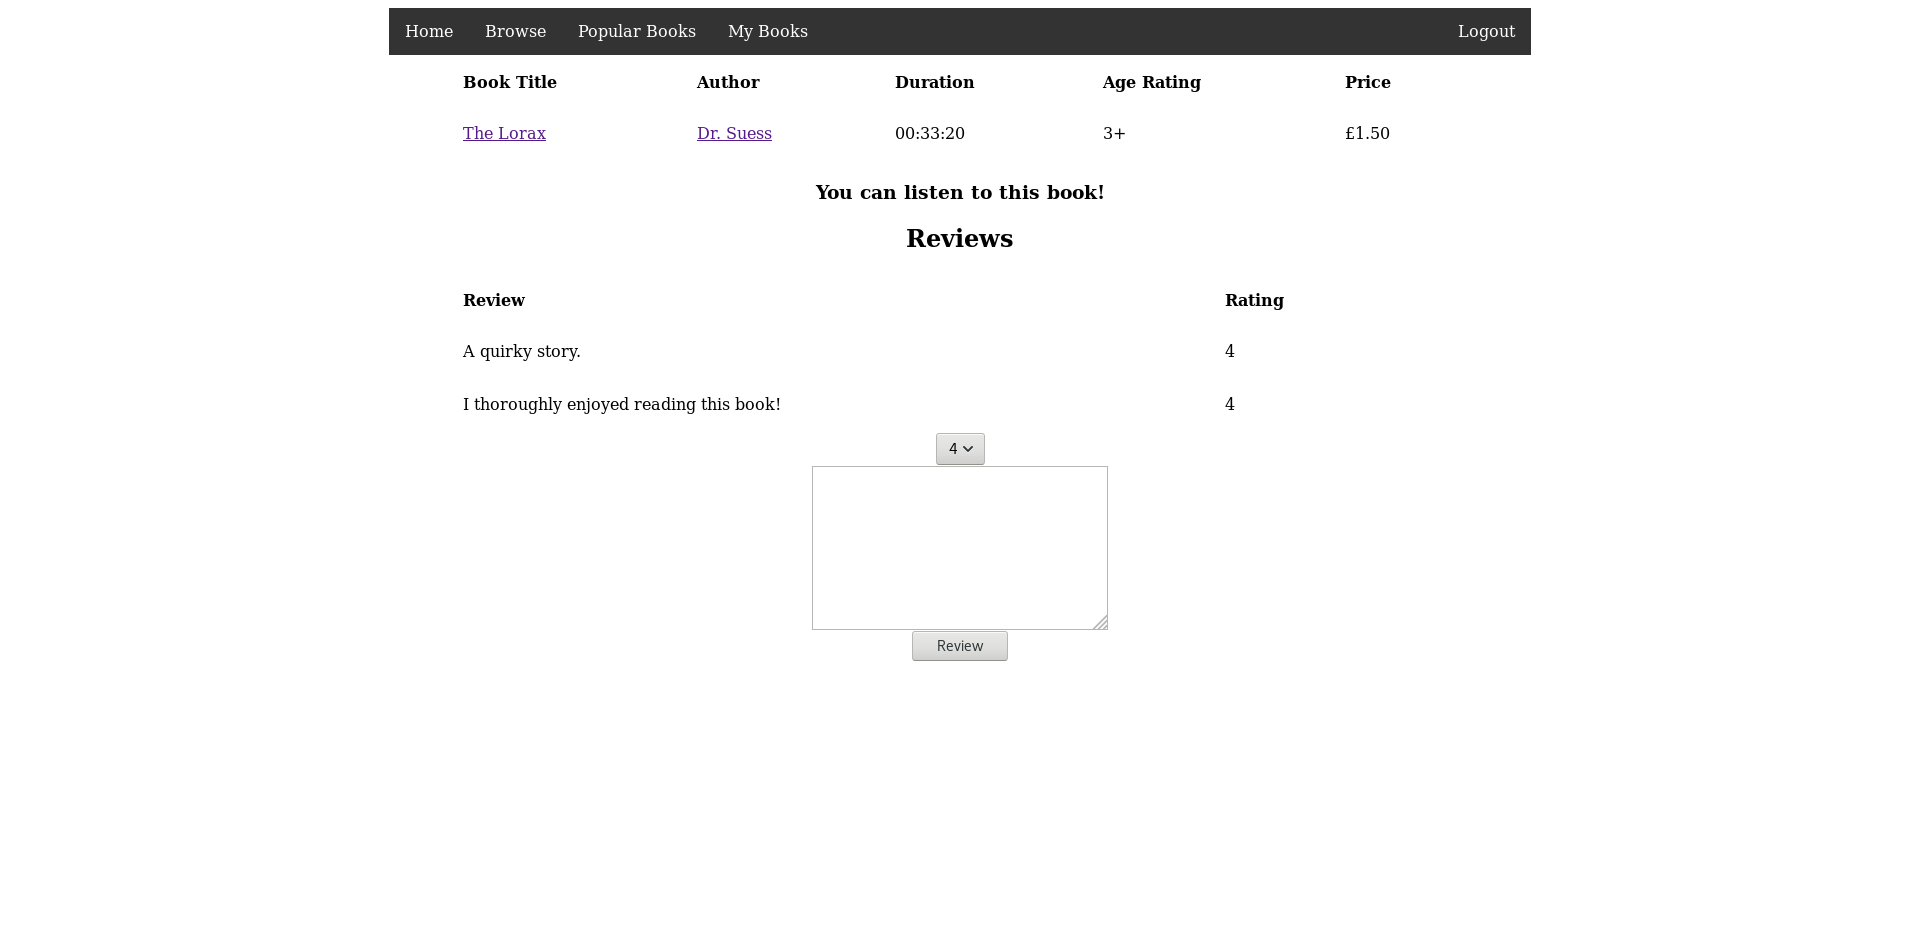 Home Browse Popular Books My Books Logout
Book Title Author Duration Age Rating Price
The Lorax Dr. Suess 00:33:20 3+ £1.50
You can listen to this book!
Reviews
Review Rating
A quirky story. 4
I thoroughly enjoyed reading this book! 4
4
Review